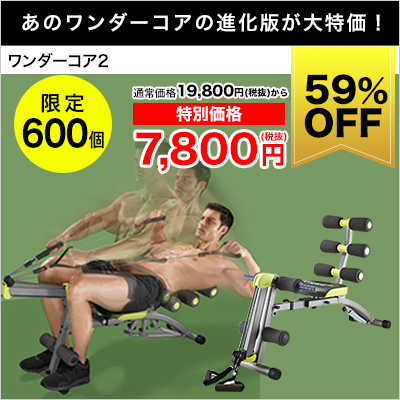 あのワンダーコアの進化版が大特価！
ワンダーコア2
限定
600個
通常価格19,800円(税抜)から
特別価格
7,800円(税抜)
59%
OFF